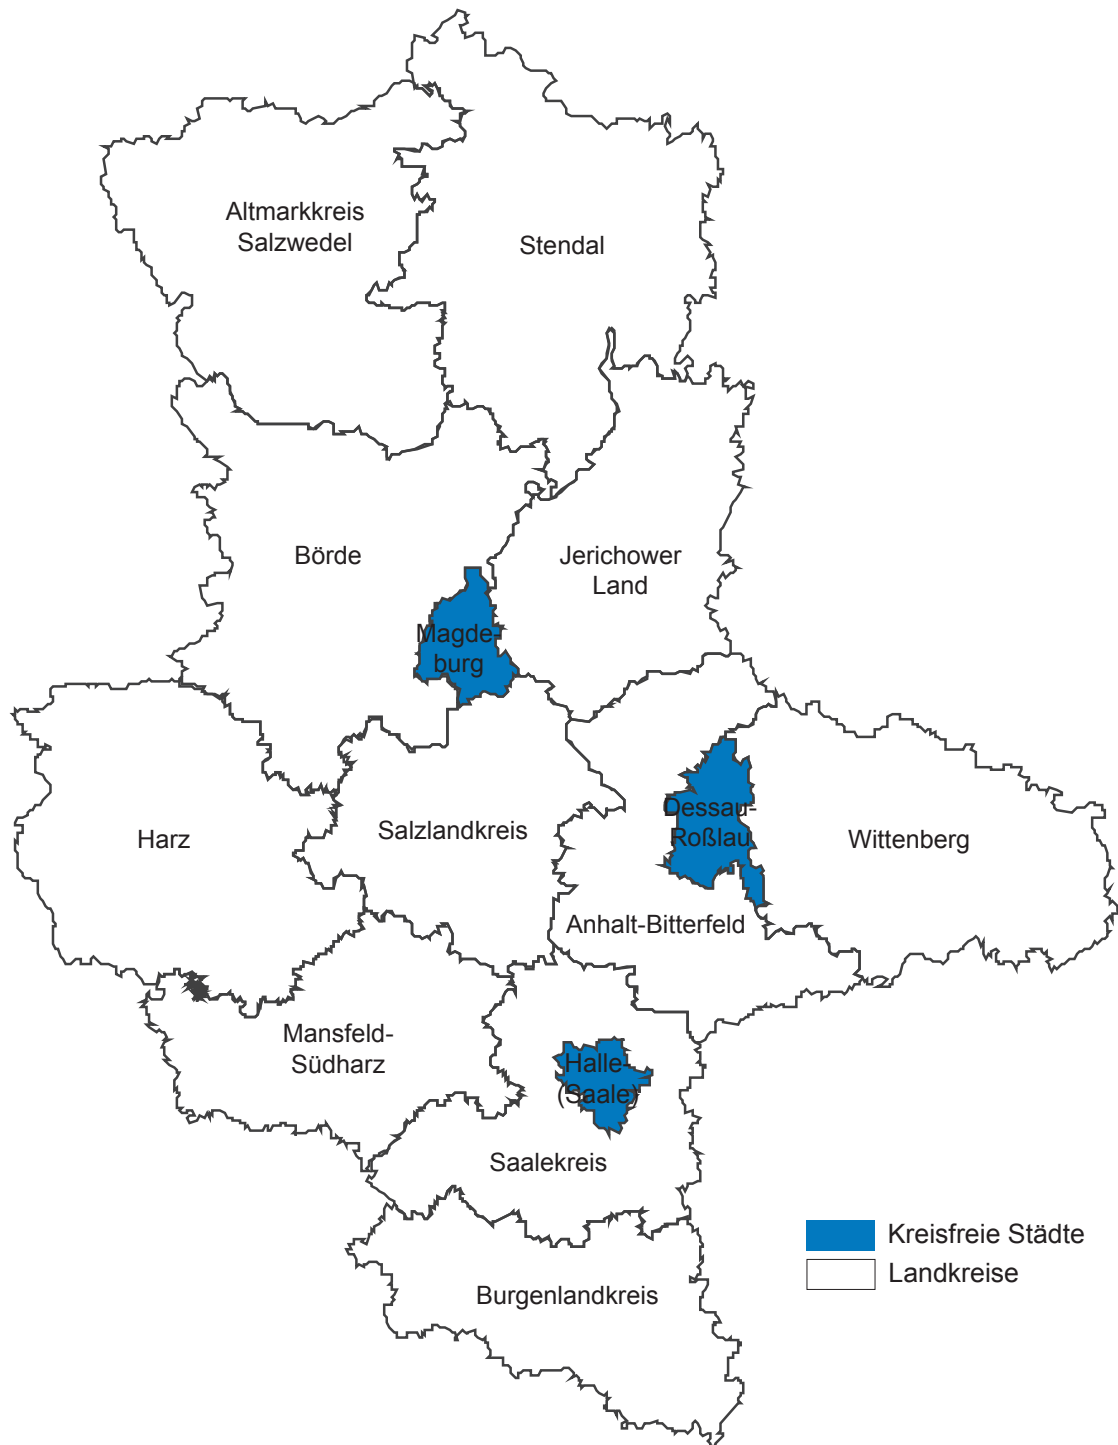 Altmarkkreis
Salzwedel
Stendal
Börde
Jerichower
Land
Magde-
burg
Harz
Salzlandkreis
Dessau-
Roßlau
Wittenberg
Anhalt-Bitterfeld
Mansfeld-
Südharz
Halle-
(Saale)
Saalekreis
Burgenlandkreis
Kreisfreie Städte
Landkreise